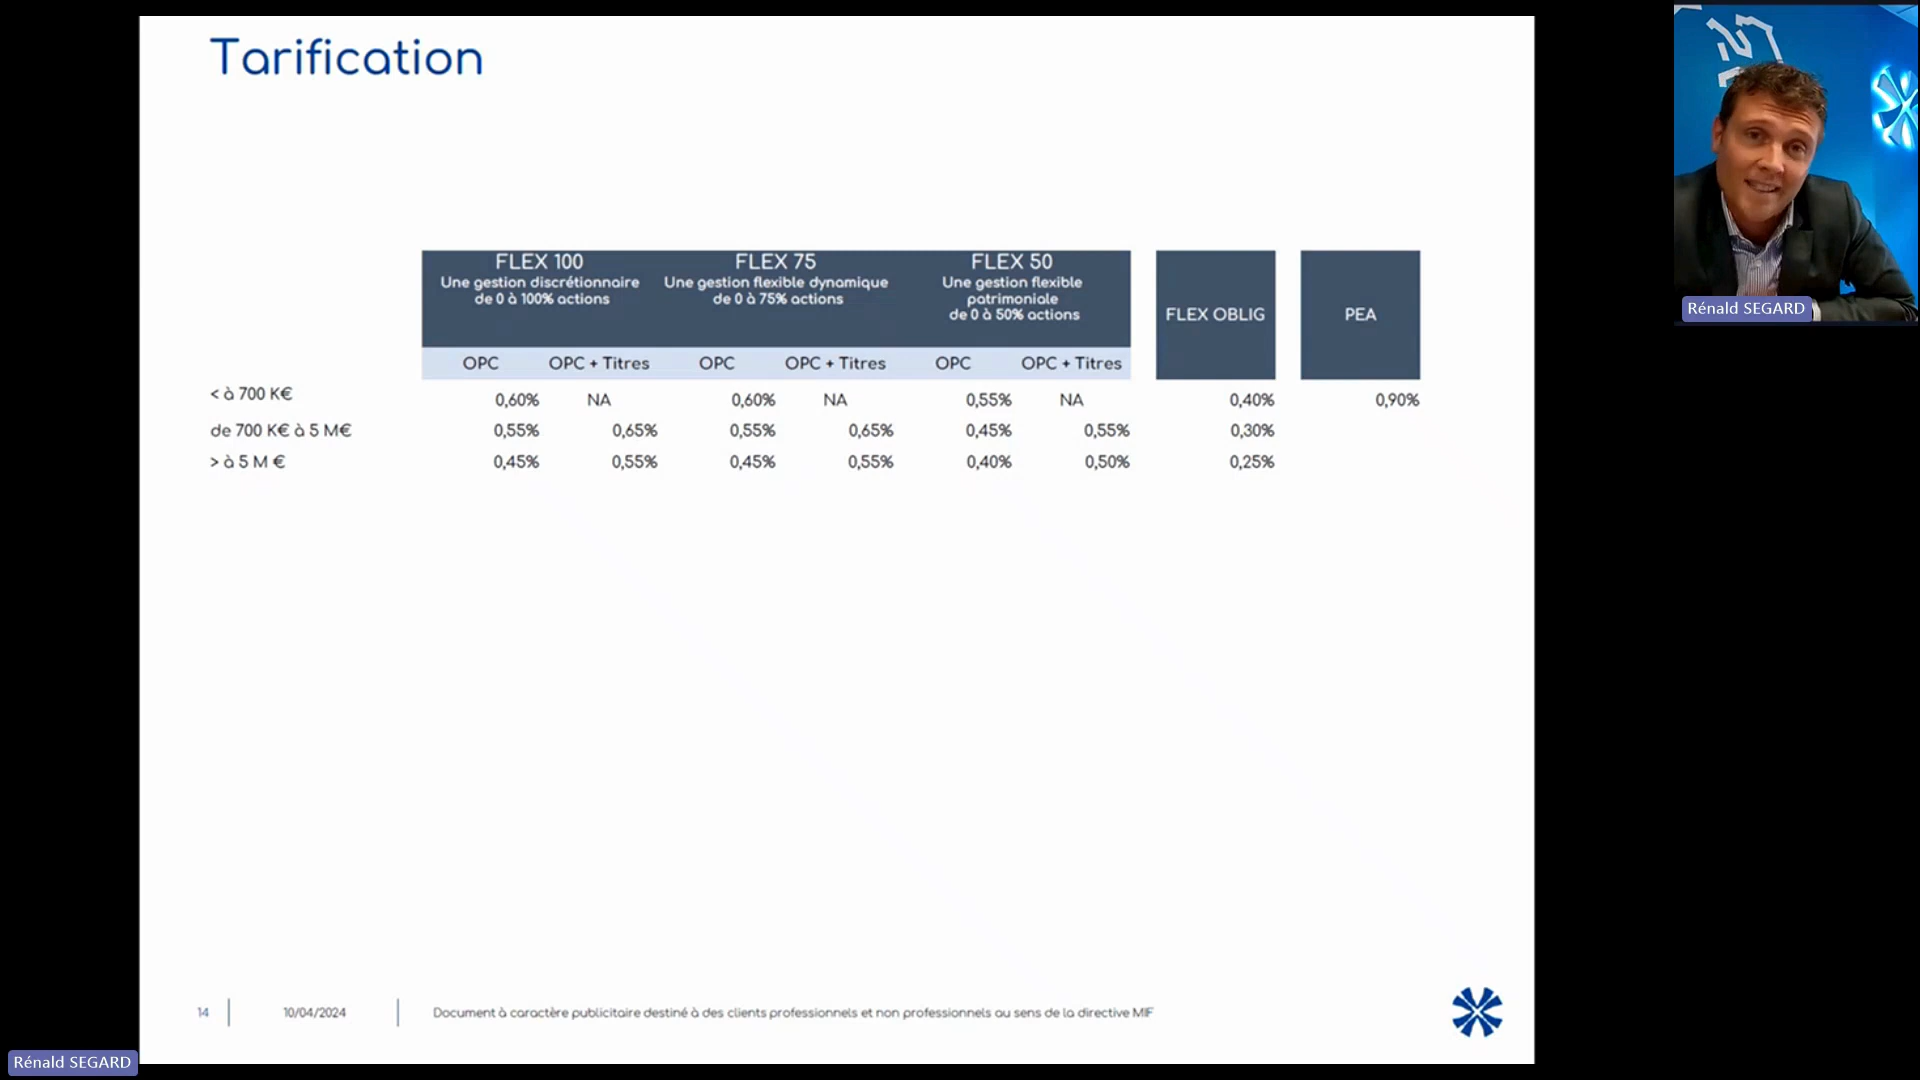 Tarification
FLEX 100
Une gestion discrétionnaire
de 0 à 100% actions
FLEX 75
Une gestion flexible dynamique
de 0 à 75% actions
FLEX 50
Une gestion flexible
patrimoniale
de 0 à 50% actions
FLEX OBLIG
PEA
OPC OPC + Titres OPC OPC + Titres OPC OPC + Titres
< à 700 K€ 0,60% NA 0,60% NA 0,55% NA 0,40% 0,90%
de 700 K€ à 5 M€ 0,55% 0,65% 0,55% 0,65% 0,45% 0,55% 0,30%
> à 5 M € 0,45% 0,55% 0,45% 0,55% 0,40% 0,50% 0,25%
14 10/04/2024 Document à caractère publicitaire destiné à des clients professionnels et non professionnels au sens de la directive MIF
Rénald SEGARD
Rénald SEGARD